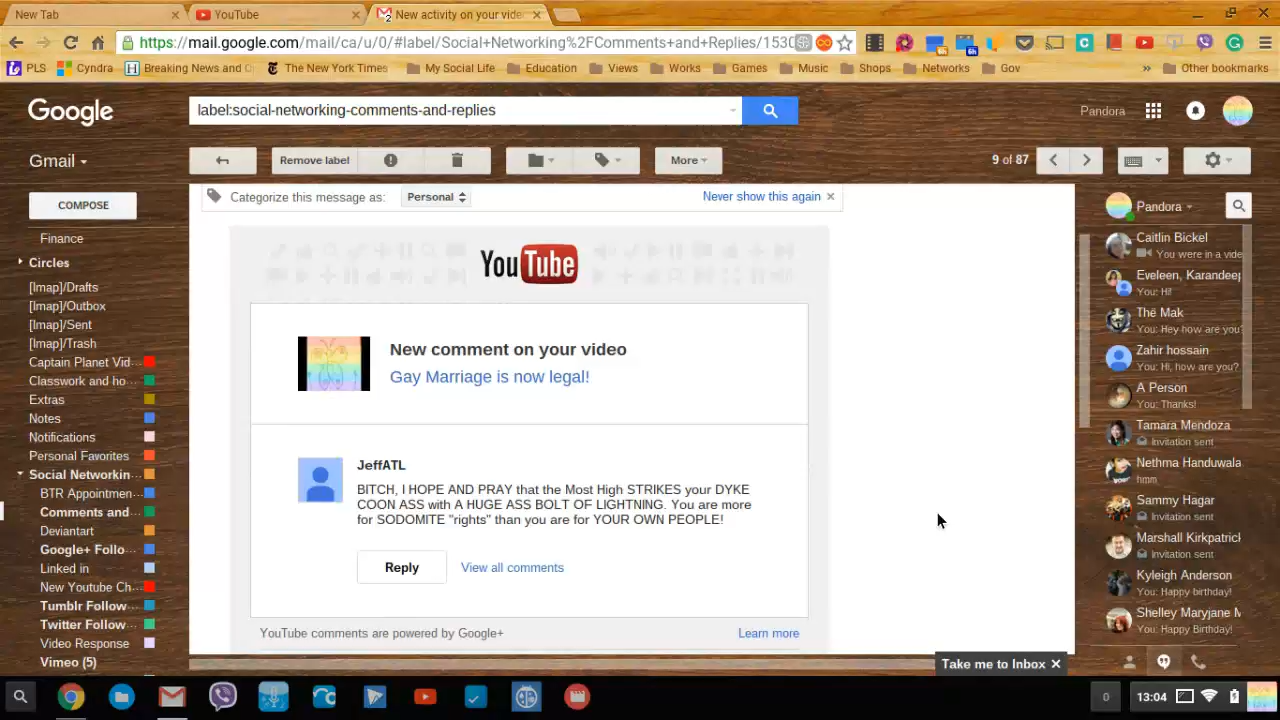 New Tab
YouTube
New activity on your vide
https://mail.google.com/mail/ca/u/0/#label/Social+Networking%2FComments+and+Replies/1530
PLS Cyndra Breaking News and O The New York Times My Social Life Education Views Works Games Music Shops Networks Gov » Other bookmarks
Google
label:social-networking-comments-and-replies
Pandora
Gmail
Remove label
More
9 of 87
COMPOSE
Finance
Circles
[Imap]/Drafts
[Imap]/Outbox
[Imap]/Sent
[Imap]/Trash
Captain Planet Vid...
Classwork and ho...
Extras
Notes
Notifications
Personal Favorites
Social Networkin...
BTR Appointmen...
Comments and...
Deviantart
Google+ Follo...
Linked in
New Youtube Ch...
Tumblr Follow...
Twitter Follow...
Video Response
Vimeo (5)
Categorize this message as: Personal
Never show this again ×
YouTube
New comment on your video
Gay Marriage is now legal!
JeffATL
BITCH, I HOPE AND PRAY that the Most High STRIKES your DYKE
COON ASS with A HUGE ASS BOLT OF LIGHTNING. You are more
for SODOMITE "rights" than you are for YOUR OWN PEOPLE!
Reply
View all comments
YouTube comments are powered by Google+
Learn more
Take me to Inbox ×
Pandora
Caitlin Bickel
You were in a vide
Eveleen, Karandeep
You: Hi!
The Mak
You: Hey how are you?
Zahir hossain
You: Hi, how are you?
A Person
You: Thanks!
Tamara Mendoza
Invitation sent
Nethma Handuwala
hmm
Sammy Hagar
Invitation sent
Marshall Kirkpatrick
Invitation sent
Kyleigh Anderson
You: Happy birthday!
Shelley Maryjane M
You: Happy Birthday!
0
13:04